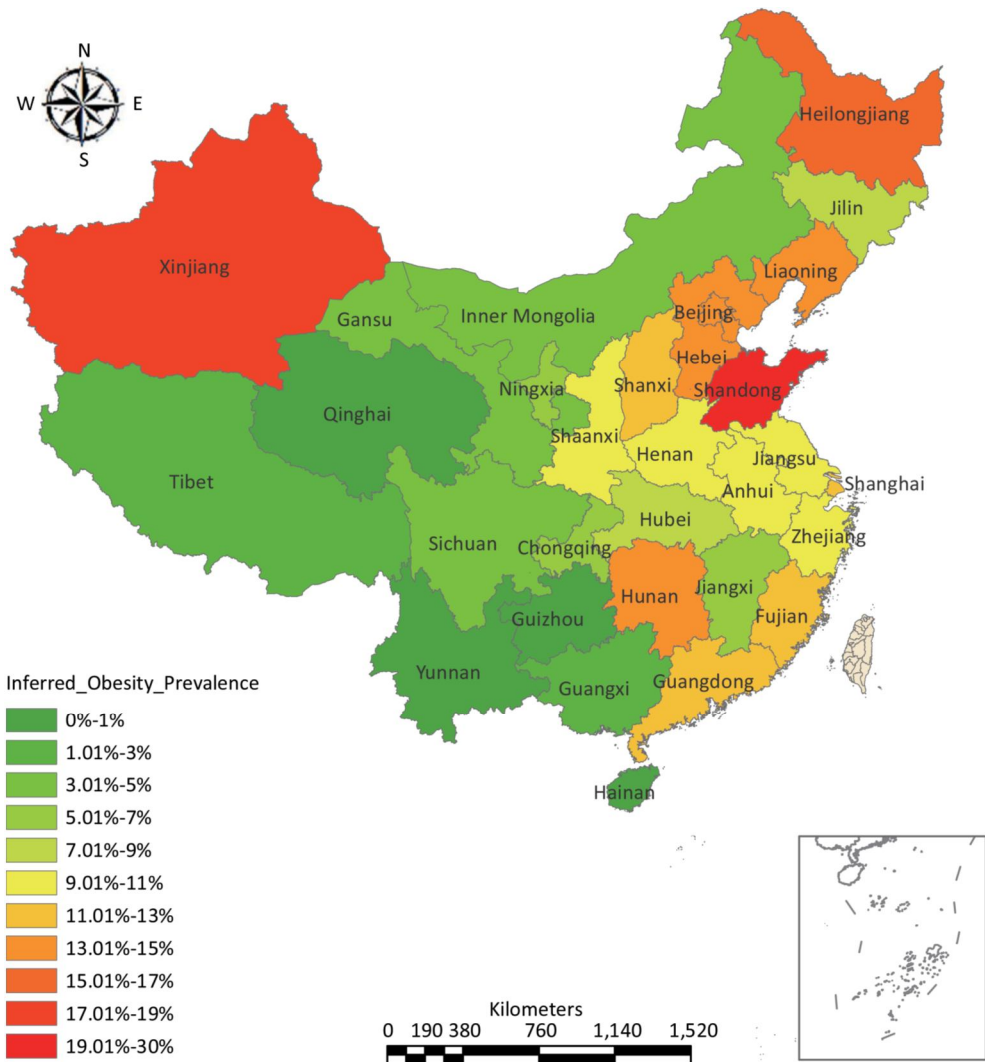 N
W E
S
Heilongjiang
Jilin
Xinjiang
Liaoning
Gansu
Inner Mongolia
Beijing
Hebei
Ningxia
Shanxi
Shandong
Qinghai
Shaanxi
Henan
Jiangsu
Tibet
Anhui
Shanghai
Hubei
Zhejiang
Sichuan
Chongqing
Hunan
Jiangxi
Guizhou
Fujian
Yunnan
Guangxi
Guangdong
Hainan
Inferred_Obesity_Prevalence
0%-1%
1.01%-3%
3.01%-5%
5.01%-7%
7.01%-9%
9.01%-11%
11.01%-13%
13.01%-15%
15.01%-17%
17.01%-19%
19.01%-30%
Kilometers
0 190 380 760 1,140 1,520